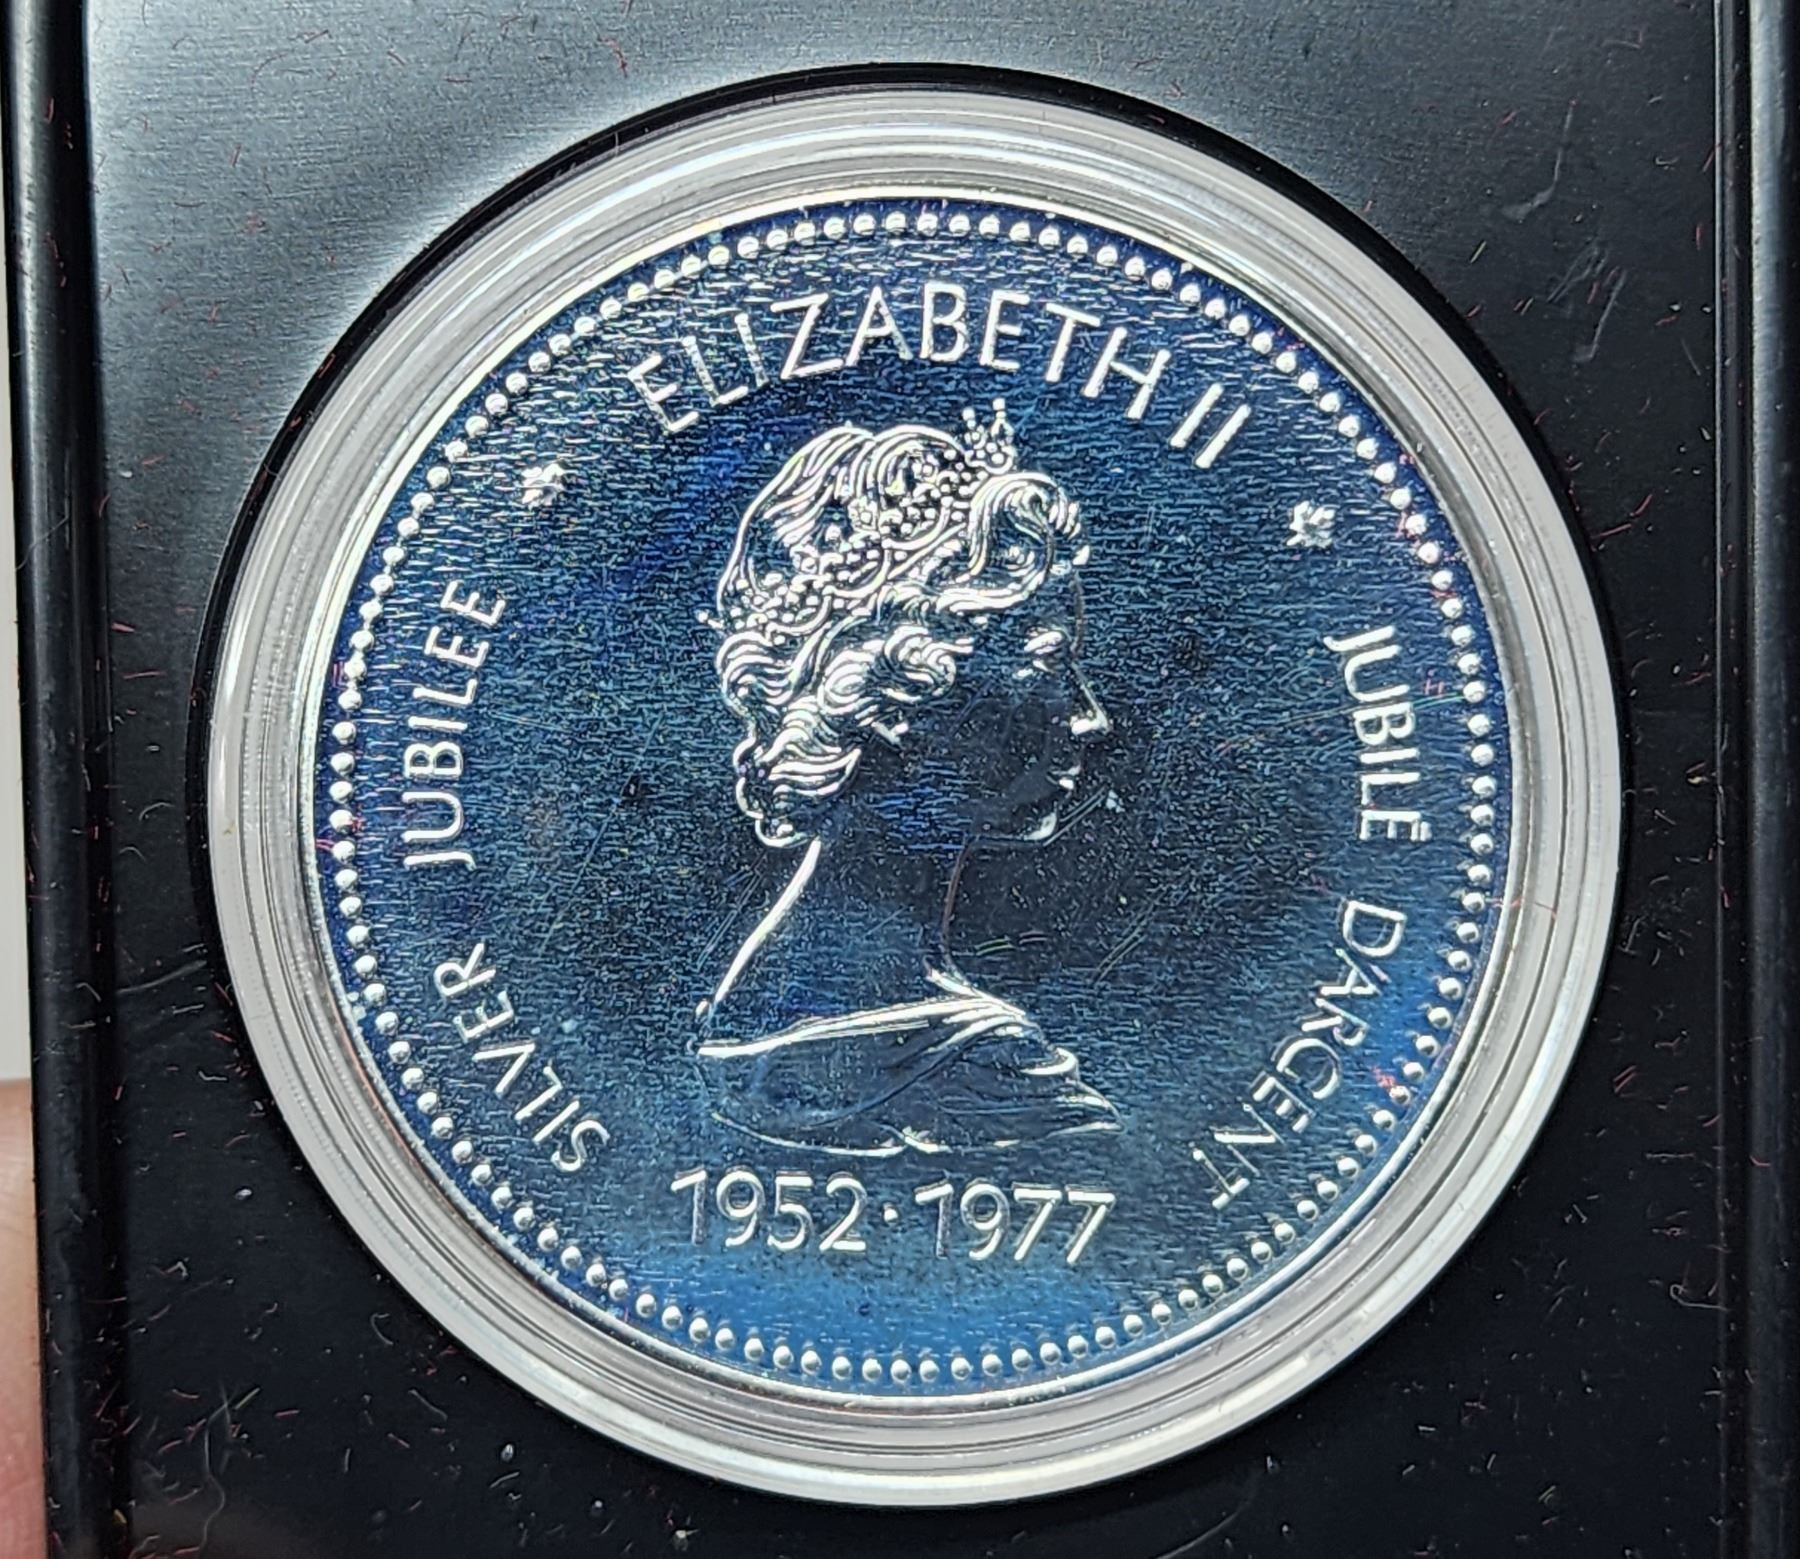 ELIZABETH II
SILVER JUBILEE
JUBILÉ D'ARGENT
1952·1977